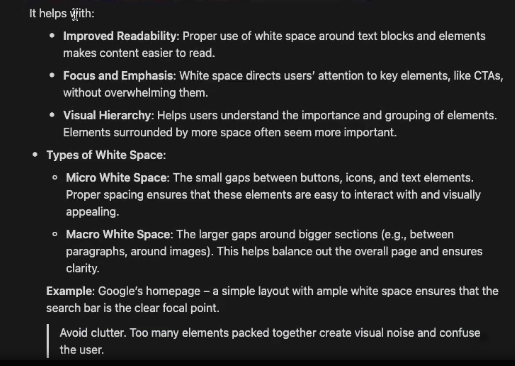 It helps with:
• Improved Readability: Proper use of white space around text blocks and elements
makes content easier to read.
• Focus and Emphasis: White space directs users' attention to key elements, like CTAs,
without overwhelming them.
• Visual Hierarchy: Helps users understand the importance and grouping of elements.
Elements surrounded by more space often seem more important.
• Types of White Space:
◦ Micro White Space: The small gaps between buttons, icons, and text elements.
Proper spacing ensures that these elements are easy to interact with and visually
appealing.
◦ Macro White Space: The larger gaps around bigger sections (e.g., between
paragraphs, around images). This helps balance out the overall page and ensures
clarity.
Example: Google's homepage – a simple layout with ample white space ensures that the
search bar is the clear focal point.
Avoid clutter. Too many elements packed together create visual noise and confuse
the user.